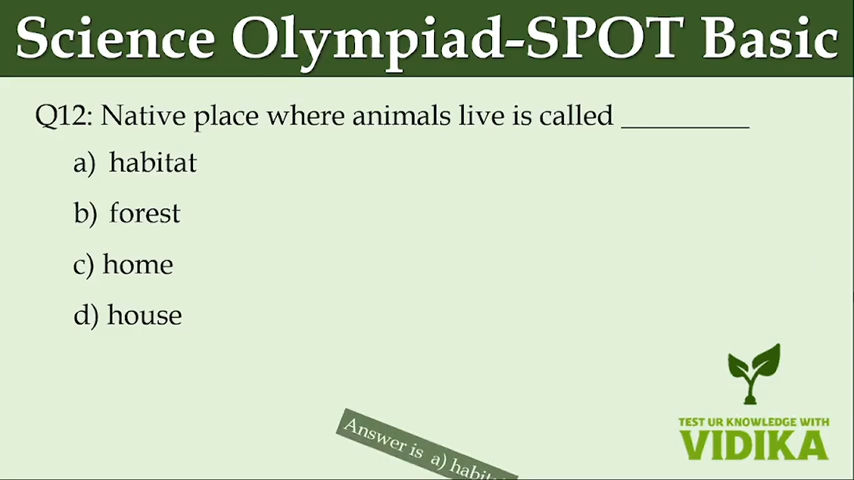 Science Olympiad-SPOT Basic
Q12: Native place where animals live is called _________
a) habitat
b) forest
c) home
d) house
Answer is a) habit
TEST UR KNOWLEDGE WITH
VIDIKA